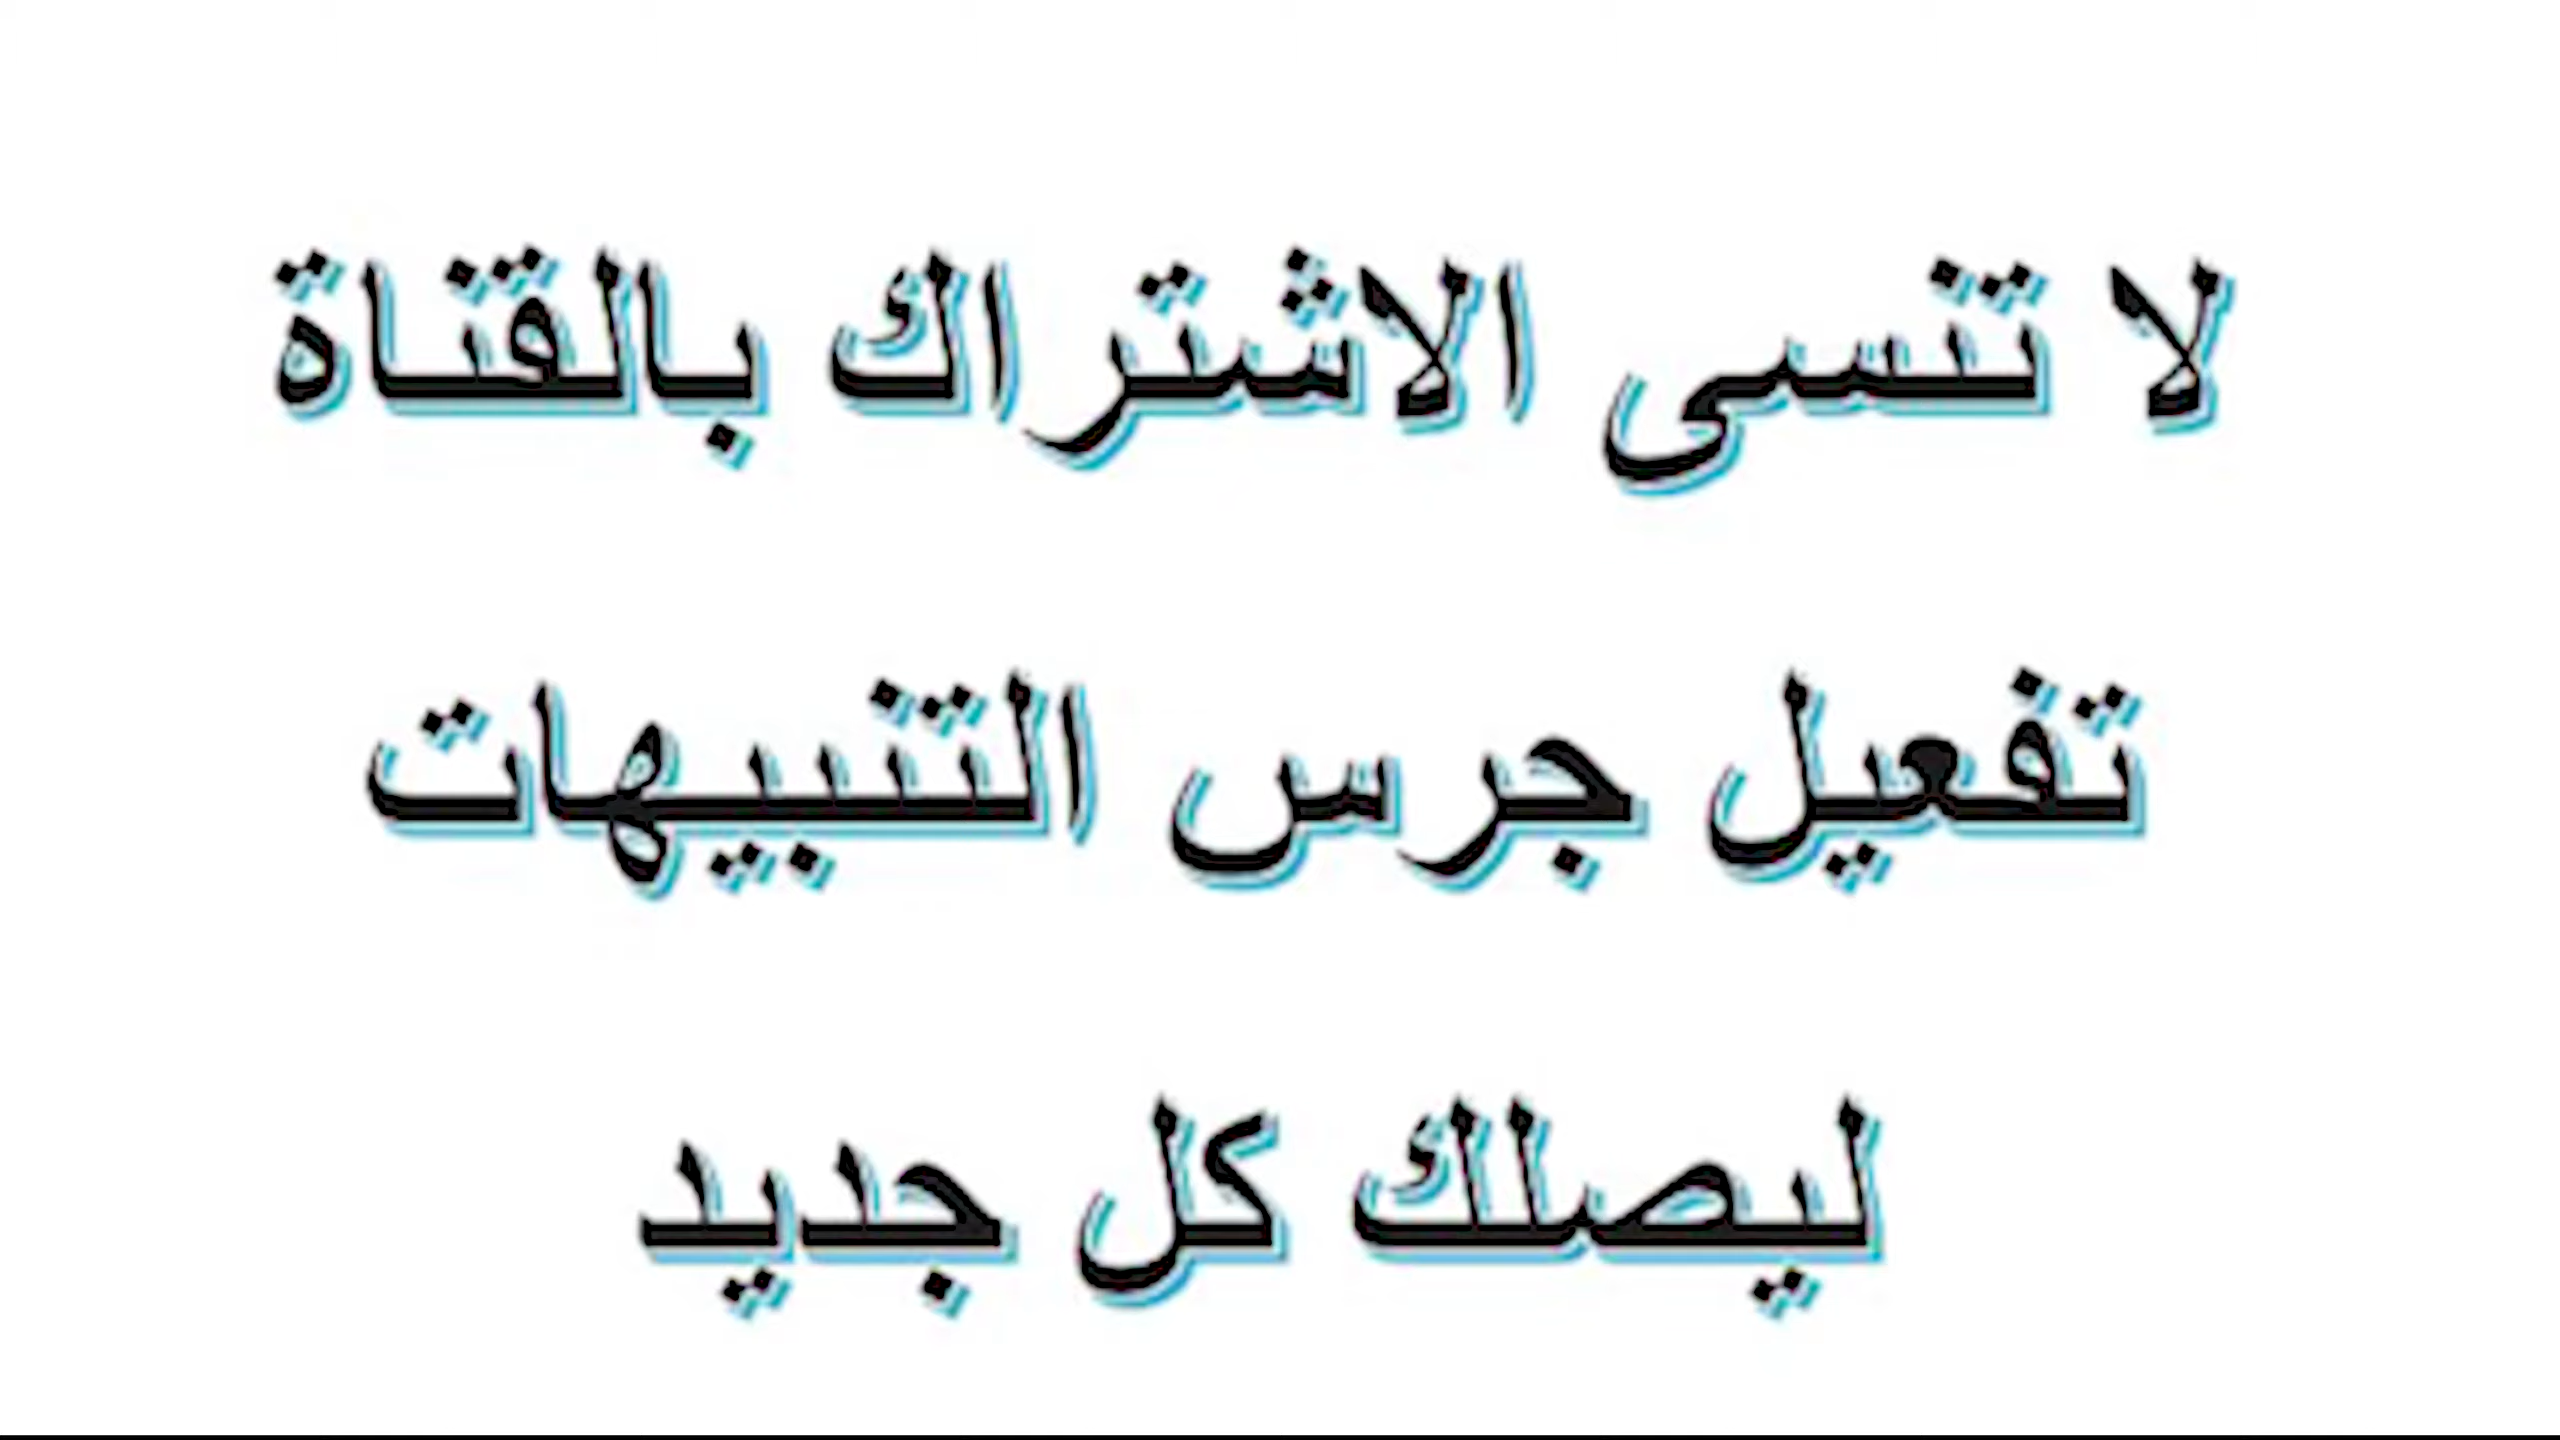 لا تنسى الاشتراك بالقناة
تفعيل جرس التنبيهات
ليصلك كل جديد